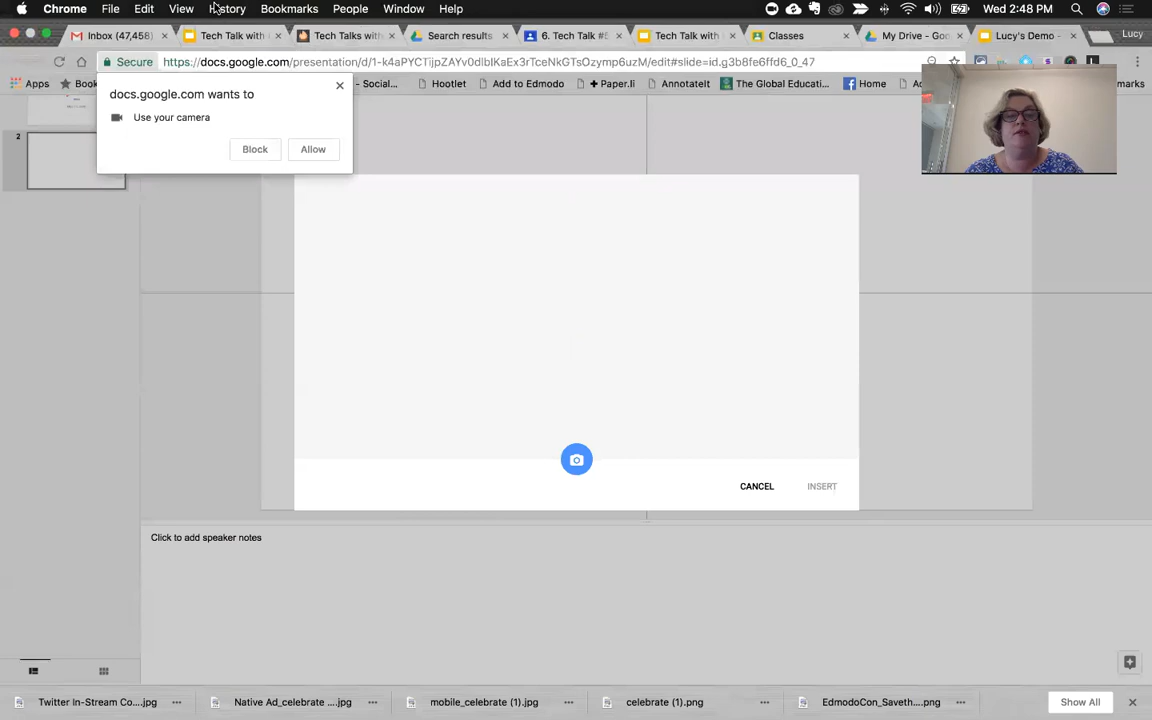 Chrome File Edit View History Bookmarks People Window Help Wed 2:48 PM
Inbox (47,458) Tech Talk with Tech Talks with Search results 6. Tech Talk # Tech Talk with Classes My Drive - Goo Lucy's Demo - Lucy
Secure https://docs.google.com/presentation/d/1-k4aPYCTijpZAYv0dlbIKaEx3rTceNkGTsOzymp6uzM/edit#slide=id.g3b8fe6ffd6_0_47
Apps Book - Social... Hootlet Add to Edmodo + Paper.li AnnotateIt The Global Educati... Home marks
docs.google.com wants to
Use your camera
Block Allow
2
CANCEL INSERT
Click to add speaker notes
Twitter In-Stream Co....jpg Native Ad_celebrate ....jpg mobile_celebrate (1).jpg celebrate (1).png EdmodoCon_Saveth....png Show All